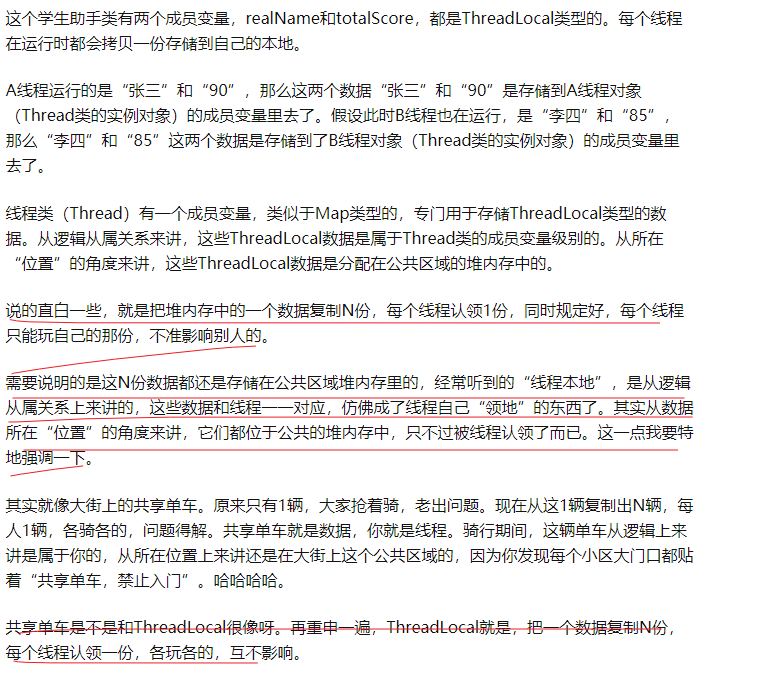 这个学生助手类有两个成员变量，realName和totalScore，都是ThreadLocal类型的。每个线程
在运行时都会拷贝一份存储到自己的本地。
A线程运行的是“张三”和“90”，那么这两个数据“张三”和“90”是存储到A线程对象
（Thread类的实例对象）的成员变量里去了。假设此时B线程也在运行，是“李四”和“85”，
那么“李四”和“85”这两个数据是存储到了B线程对象（Thread类的实例对象）的成员变量里
去了。
线程类（Thread）有一个成员变量，类似于Map类型的，专门用于存储ThreadLocal类型的数
据。从逻辑从属关系来讲，这些ThreadLocal数据是属于Thread类的成员变量级别的。从所在
“位置”的角度来讲，这些ThreadLocal数据是分配在公共区域的堆内存中的。
说的直白一些，就是把堆内存中的一个数据复制N份，每个线程认领1份，同时规定好，每个线程
只能玩自己的那份，不准影响别人的。
需要说明的是这N份数据都还是存储在公共区域堆内存里的，经常听到的“线程本地”，是从逻辑
从属关系上来讲的，这些数据和线程一一对应，仿佛成了线程自己“领地”的东西了。其实从数据
所在“位置”的角度来讲，它们都位于公共的堆内存中，只不过被线程认领了而已。这一点我要特
地强调一下。
其实就像大街上的共享单车。原来只有1辆，大家抢着骑，老出问题。现在从这1辆复制出N辆，每
人1辆，各骑各的，问题得解。共享单车就是数据，你就是线程。骑行期间，这辆单车从逻辑上来
讲是属于你的，从所在位置上来讲还是在大街上这个公共区域的，因为你发现每个小区大门口都贴
着“共享单车，禁止入门”。哈哈哈哈。
共享单车是不是和ThreadLocal很像呀。再重申一遍，ThreadLocal就是，把一个数据复制N份，
每个线程认领一份，各玩各的，互不影响。